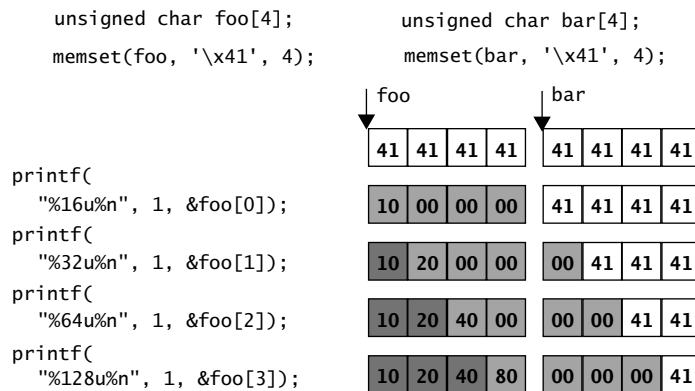 unsigned char foo[4]; unsigned char bar[4];
memset(foo, '\x41', 4); memset(bar, '\x41', 4);
foo bar
41 41 41 41 41 41 41 41
printf(
"%16u%n", 1, &foo[0]); 10 00 00 00 41 41 41 41
printf(
"%32u%n", 1, &foo[1]); 10 20 00 00 00 41 41 41
printf(
"%64u%n", 1, &foo[2]); 10 20 40 00 00 00 41 41
printf(
"%128u%n", 1, &foo[3]); 10 20 40 80 00 00 00 41